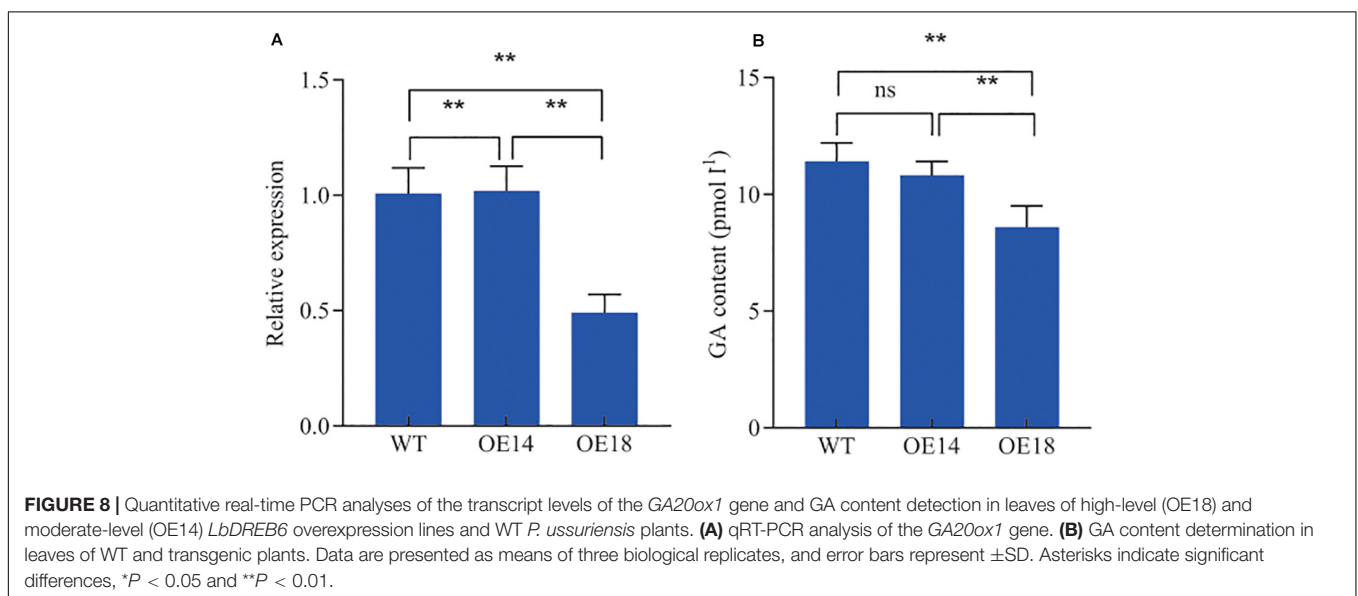 A
**
** **
1.5
1.0
0.5
0.0
Relative expression
WT OE14 OE18
B
**
ns **
15
10
5
0
GA content (pmol l¹)
WT OE14 OE18
FIGURE 8 | Quantitative real-time PCR analyses of the transcript levels of the GA20ox1 gene and GA content detection in leaves of high-level (OE18) and
moderate-level (OE14) LbDREB6 overexpression lines and WT P. ussuriensis plants. (A) qRT-PCR analysis of the GA20ox1 gene. (B) GA content determination in
leaves of WT and transgenic plants. Data are presented as means of three biological replicates, and error bars represent ±SD. Asterisks indicate significant
differences, *P < 0.05 and **P < 0.01.